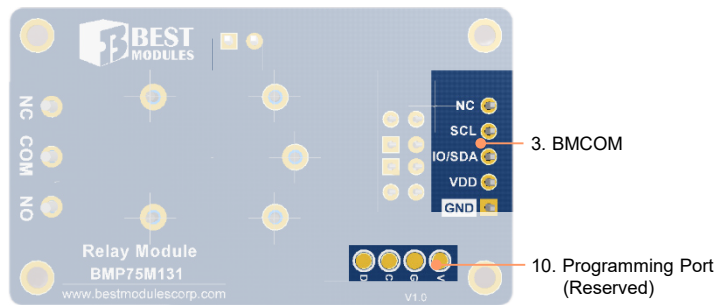 BEST
MODULES
NC
COM
NO
NC
SCL
IO/SDA
VDD
GND
3. BMCOM
Relay Module
BMP75M131
www.bestmodulescorp.com)
D
C
G
V
V1.0
10. Programming Port
(Reserved)